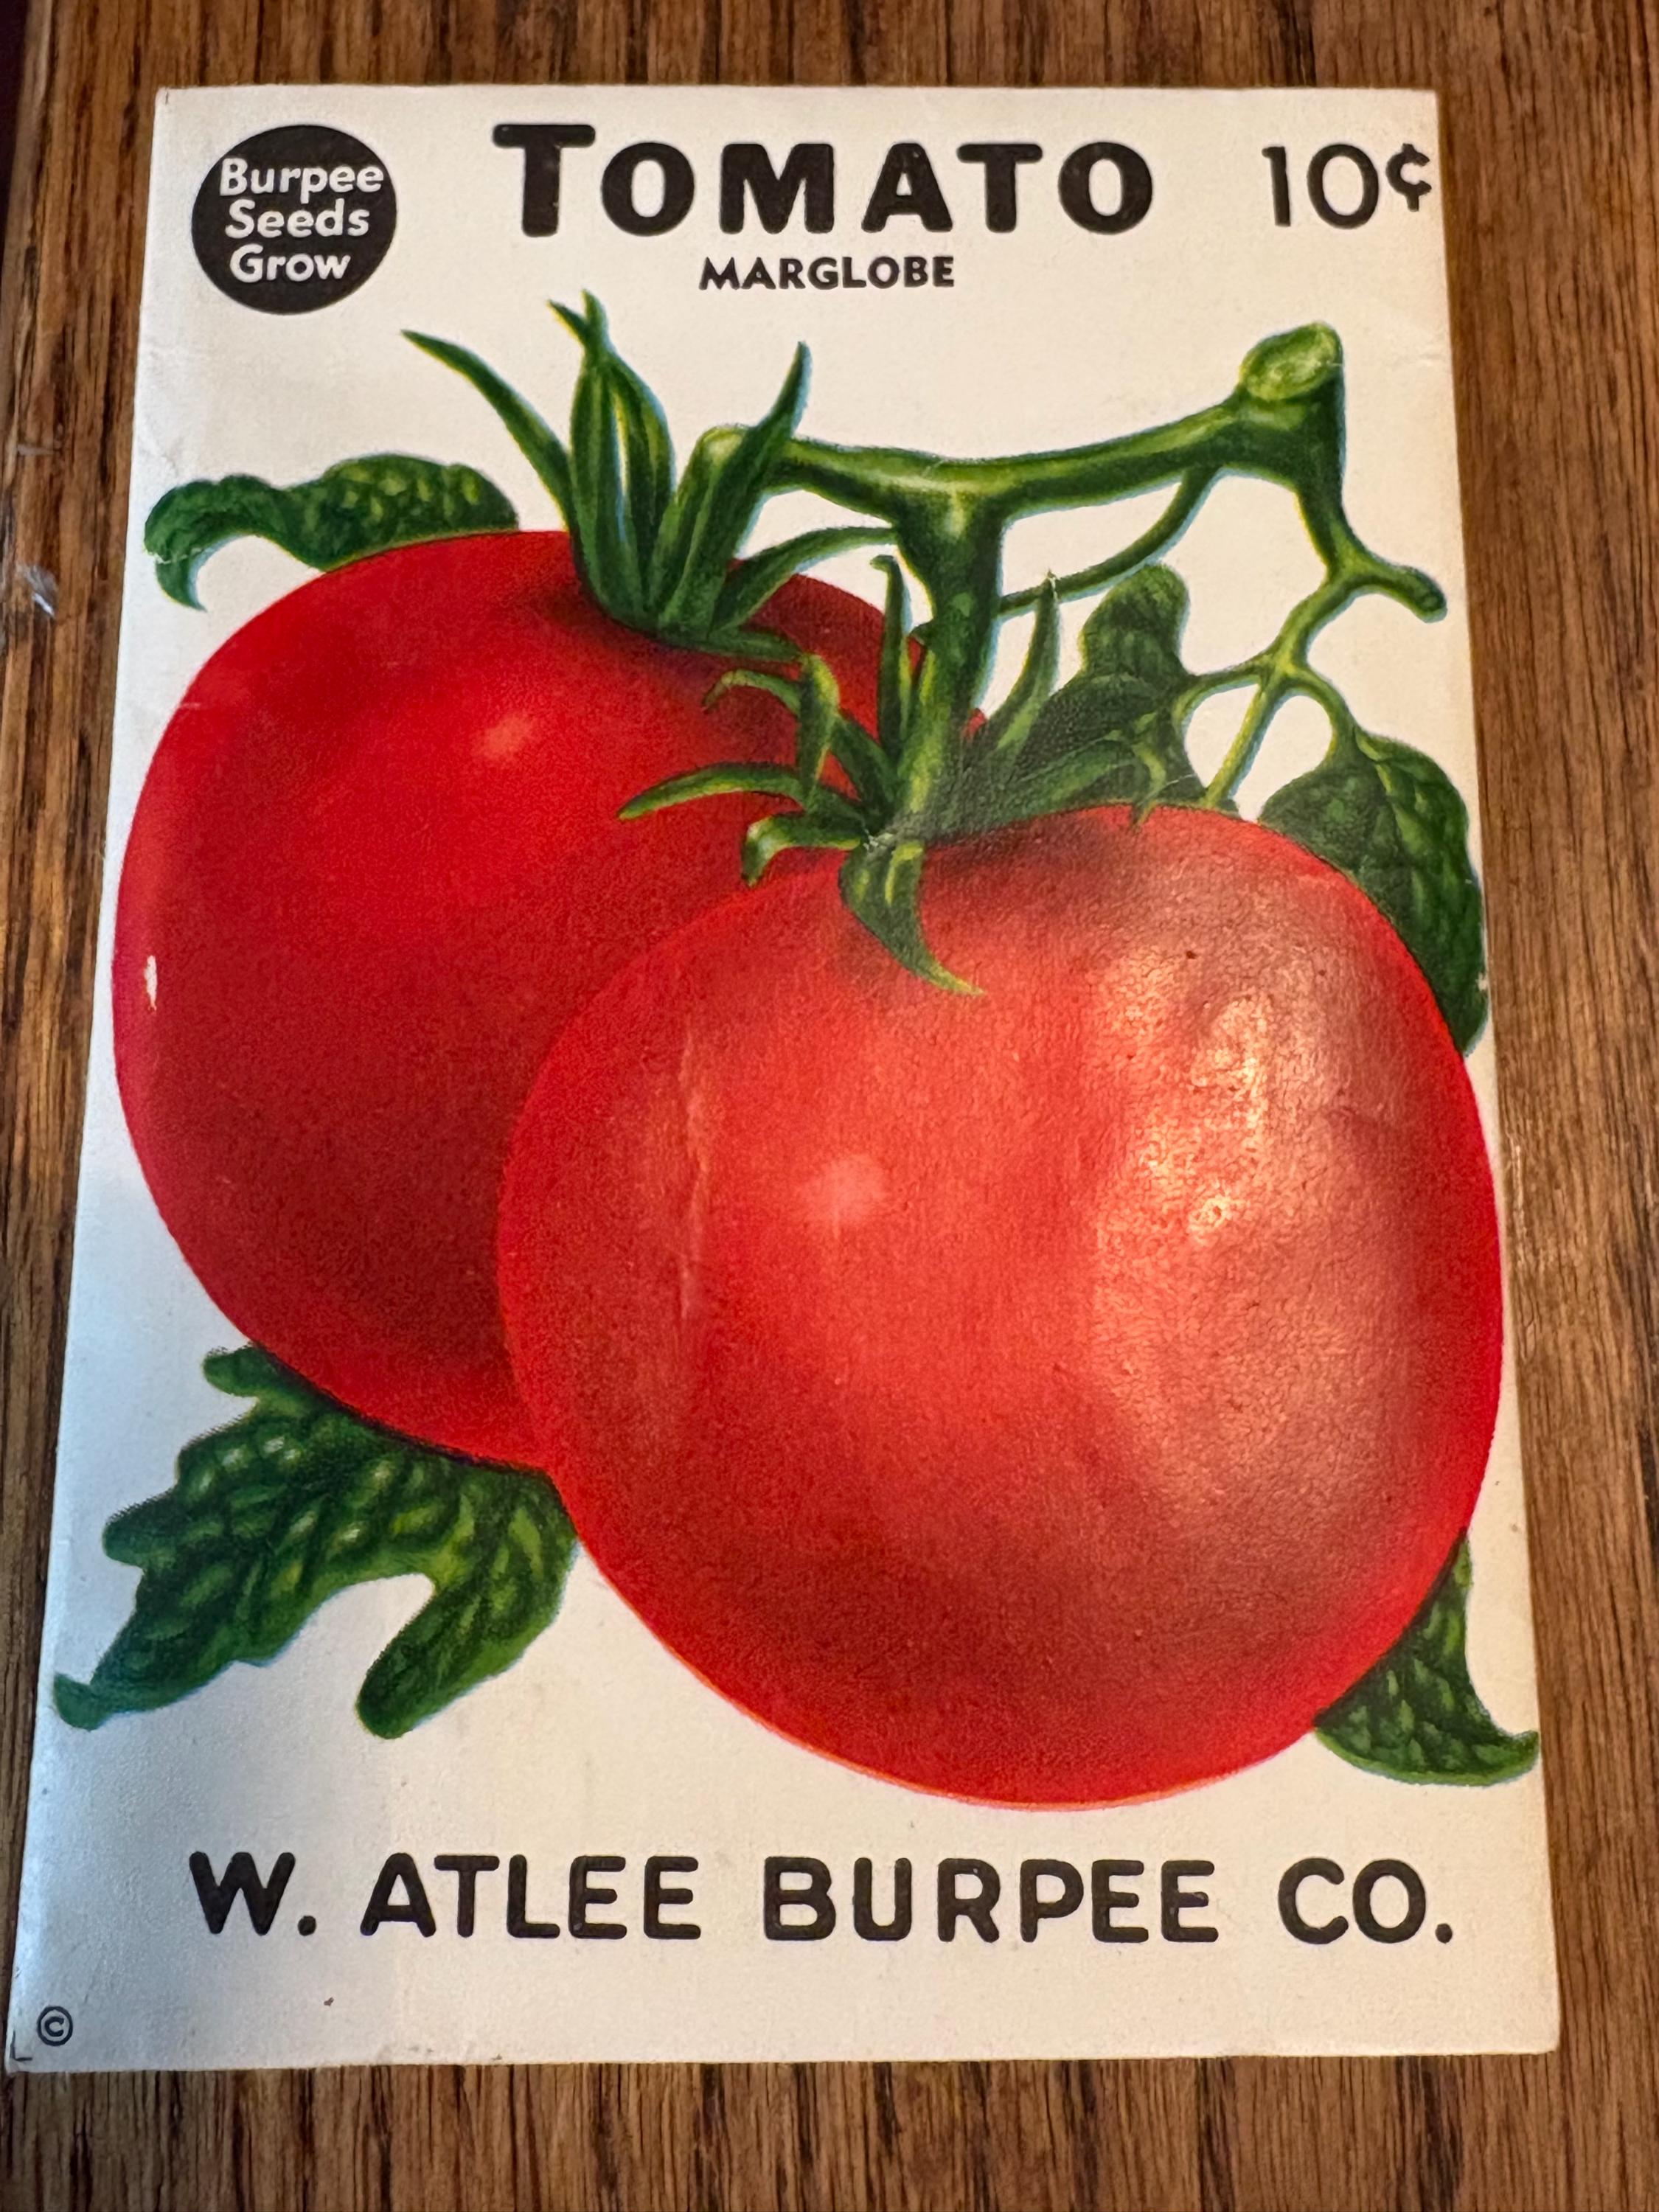 Burpee
Seeds
Grow
TOMATO 10¢
MARGLOBE
W. ATLEE BURPEE CO.
©